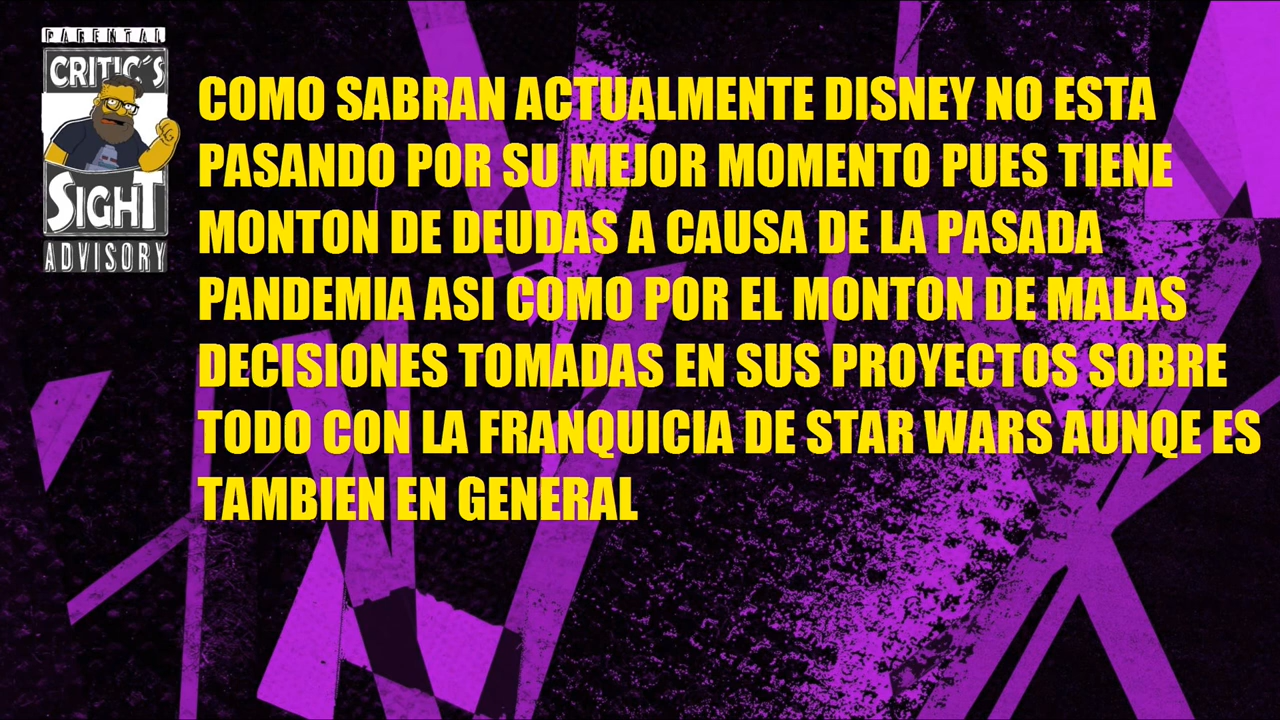 PARENTAL
CRITIC´S
SIGHT
ADVISORY
COMO SABRAN ACTUALMENTE DISNEY NO ESTA
PASANDO POR SU MEJOR MOMENTO PUES TIENE
MONTON DE DEUDAS A CAUSA DE LA PASADA
PANDEMIA ASI COMO POR EL MONTON DE MALAS
DECISIONES TOMADAS EN SUS PROYECTOS SOBRE
TODO CON LA FRANQUICIA DE STAR WARS AUNQE ES
TAMBIEN EN GENERAL